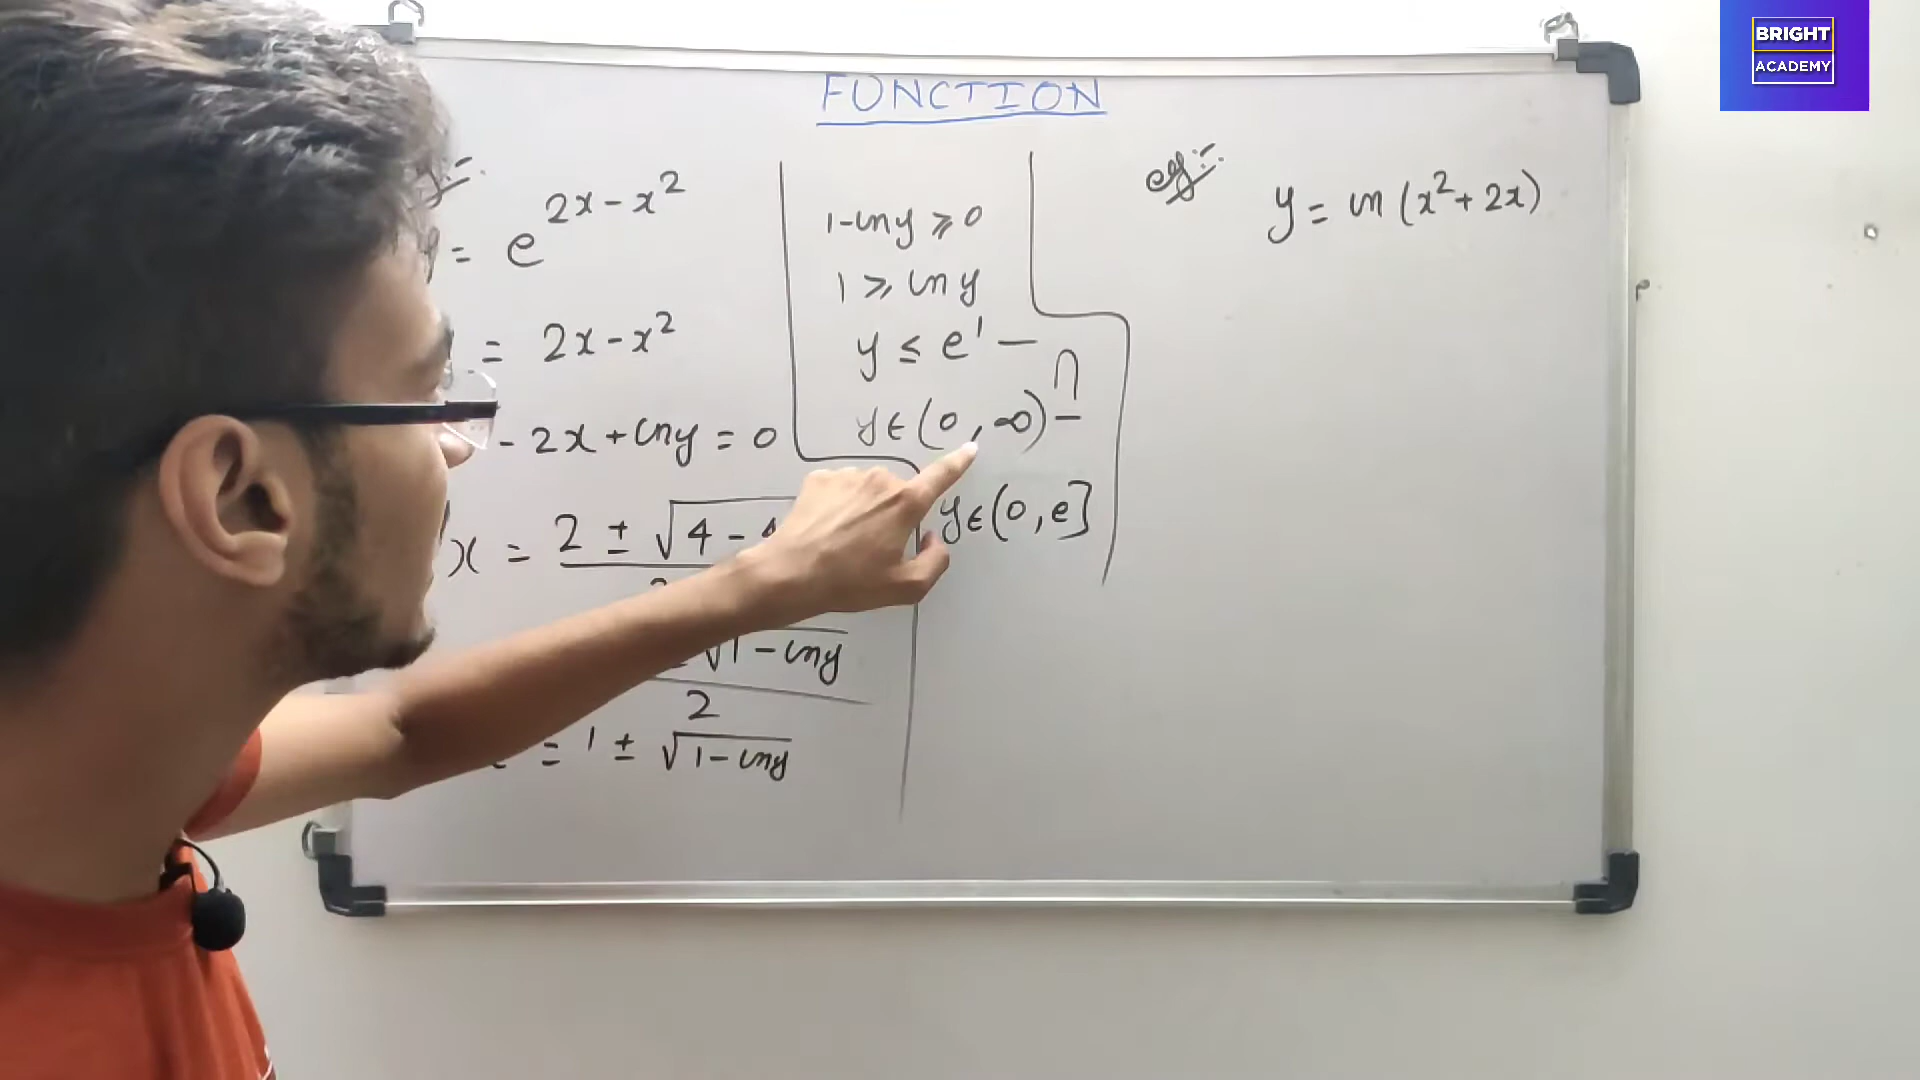 BRIGHT
ACADEMY
FUNCTION
= e^{2x-x^2}
= 2x-x^2
- 2x+lny = 0
x = 2 ± √4-4
√1-lny
2
= 1 ± √1-lny
1-lny ≥ 0
1 ≥ lny
y ≤ e^1 —
∩
y∈(0,∞) —
y∈(0,e]
eg:-
y = ln(x^2+2x)